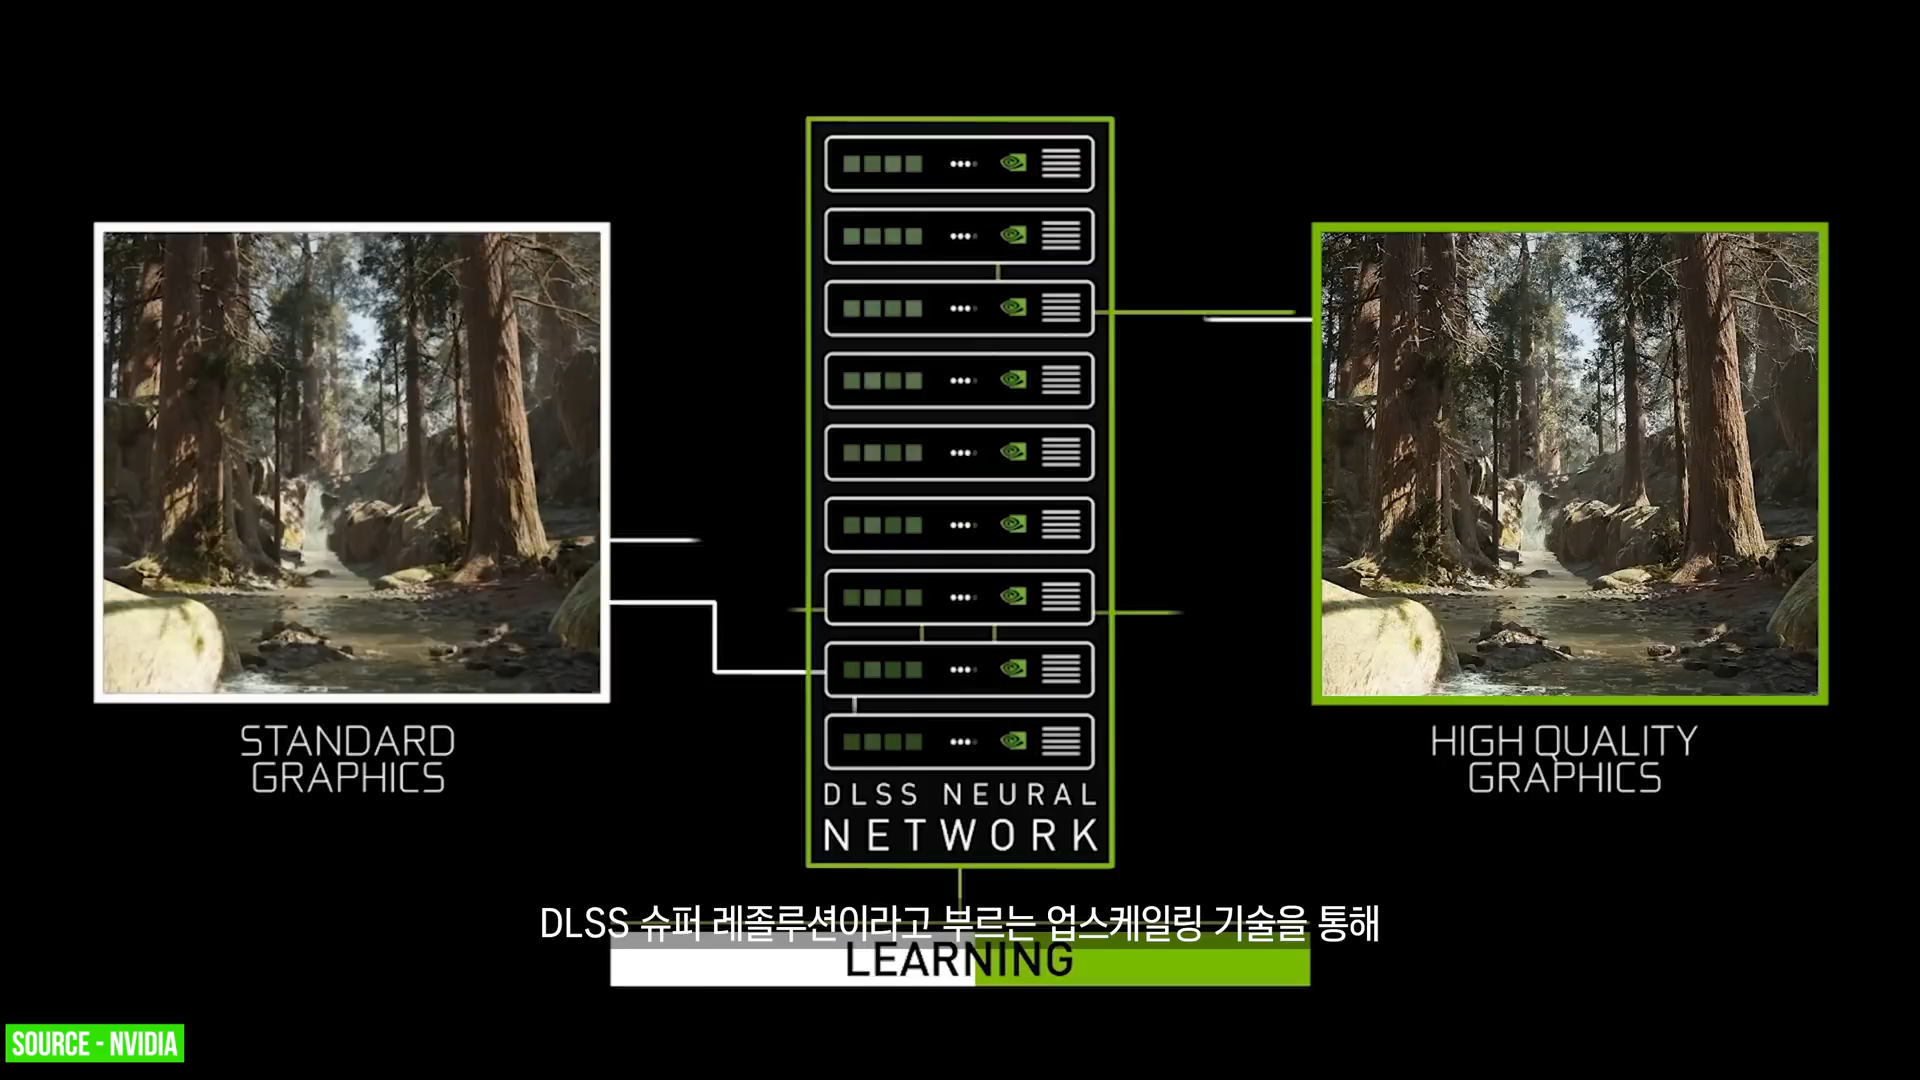 STANDARD
GRAPHICS
DLSS NEURAL
NETWORK
HIGH QUALITY
GRAPHICS
DLSS 슈퍼 레졸루션이라고 부르는 업스케일링 기술을 통해
LEARNING
SOURCE - NVIDIA